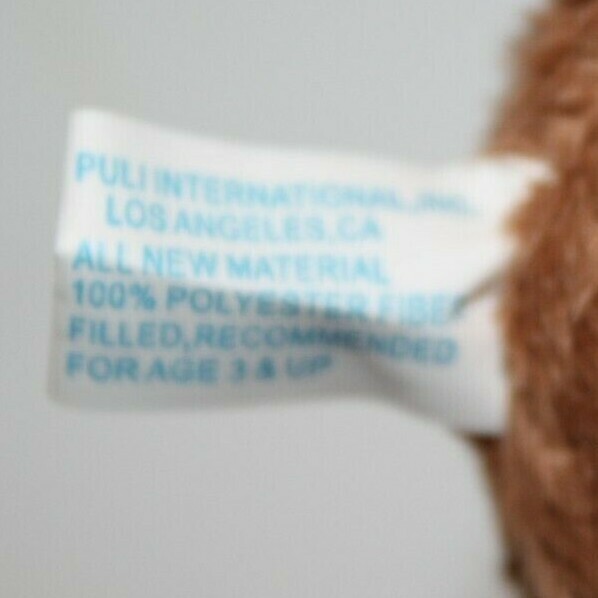 PULI INTERNATIONAL,INC.
LOS ANGELES,CA
ALL NEW MATERIAL
100% POLYESTER FIBER
FILLED,RECOMMENDED
FOR AGE 3 & UP